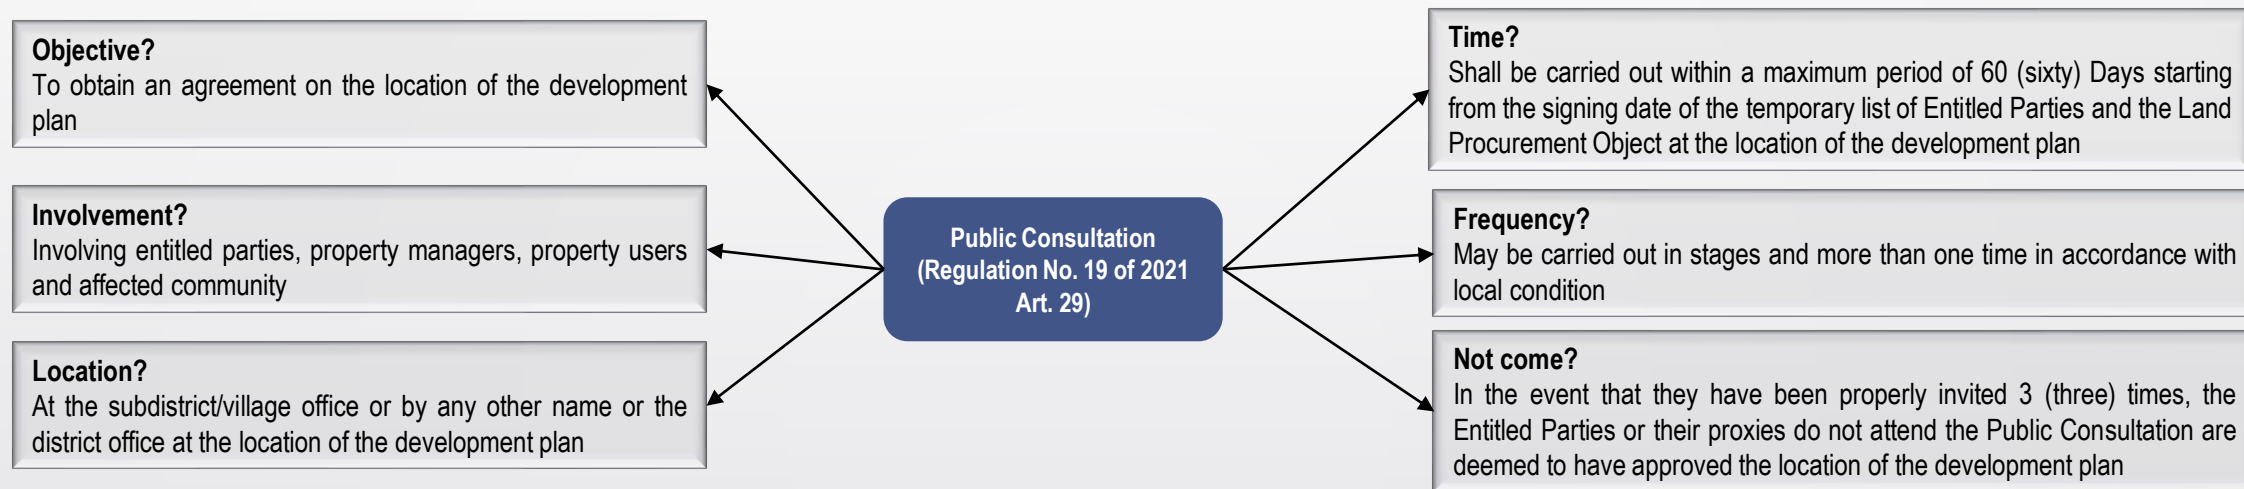 Objective?
To obtain an agreement on the location of the development
plan
Involvement?
Involving entitled parties, property managers, property users
and affected community
Location?
At the subdistrict/village office or by any other name or the
district office at the location of the development plan
Public Consultation
(Regulation No. 19 of 2021
Art. 29)
Time?
Shall be carried out within a maximum period of 60 (sixty) Days starting
from the signing date of the temporary list of Entitled Parties and the Land
Procurement Object at the location of the development plan
Frequency?
May be carried out in stages and more than one time in accordance with
local condition
Not come?
In the event that they have been properly invited 3 (three) times, the
Entitled Parties or their proxies do not attend the Public Consultation are
deemed to have approved the location of the development plan